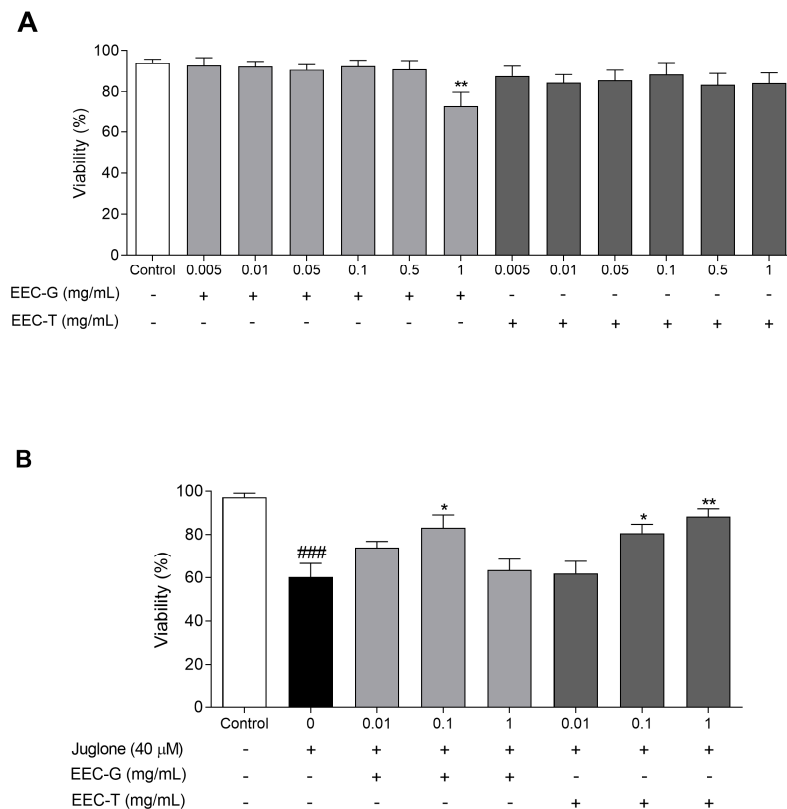 A
100
80
60
40
20
0
Viability (%)
**
Control 0.005 0.01 0.05 0.1 0.5 1 0.005 0.01 0.05 0.1 0.5 1
EEC-G (mg/mL) - + + + + + + - - - - - -
EEC-T (mg/mL) - - - - - - - + + + + + +
B
100
80
60
40
20
0
Viability (%)
### * * **
Control 0 0.01 0.1 1 0.01 0.1 1
Juglone (40 µM) - + + + + + + +
EEC-G (mg/mL) - - + + + - - -
EEC-T (mg/mL) - - - - - + + +